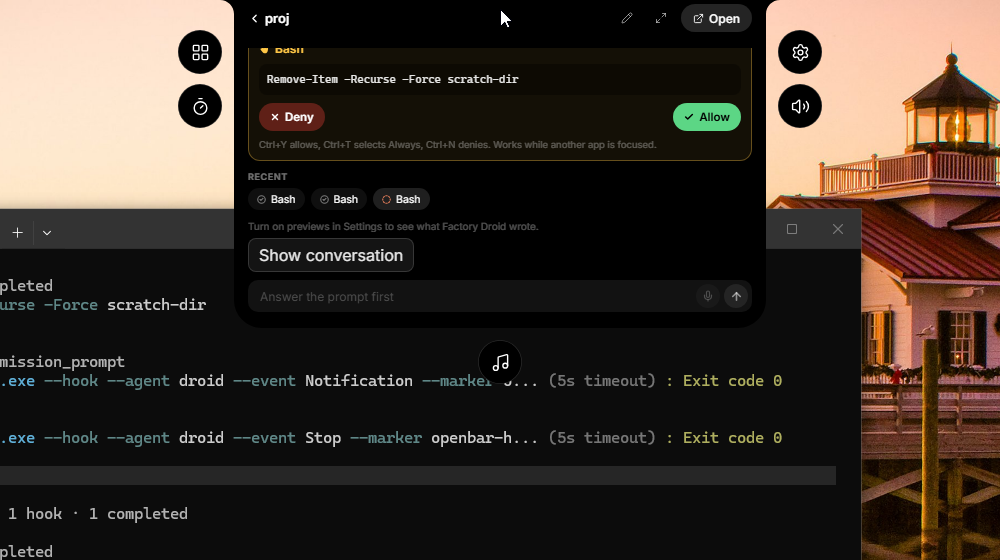 proj
Open
Bash
Remove-Item -Recurse -Force scratch-dir
Deny
Allow
Ctrl+Y allows, Ctrl+T selects Always, Ctrl+N denies. Works while another app is focused.
RECENT
Bash
Bash
Bash
Turn on previews in Settings to see what Factory Droid wrote.
Show conversation
Answer the prompt first
mpleted
urse -Force scratch-dir
mission_prompt
.exe --hook --agent droid --event Notification --marker o... (5s timeout) : Exit code 0
.exe --hook --agent droid --event Stop --marker openbar-h... (5s timeout) : Exit code 0
1 hook · 1 completed
pleted